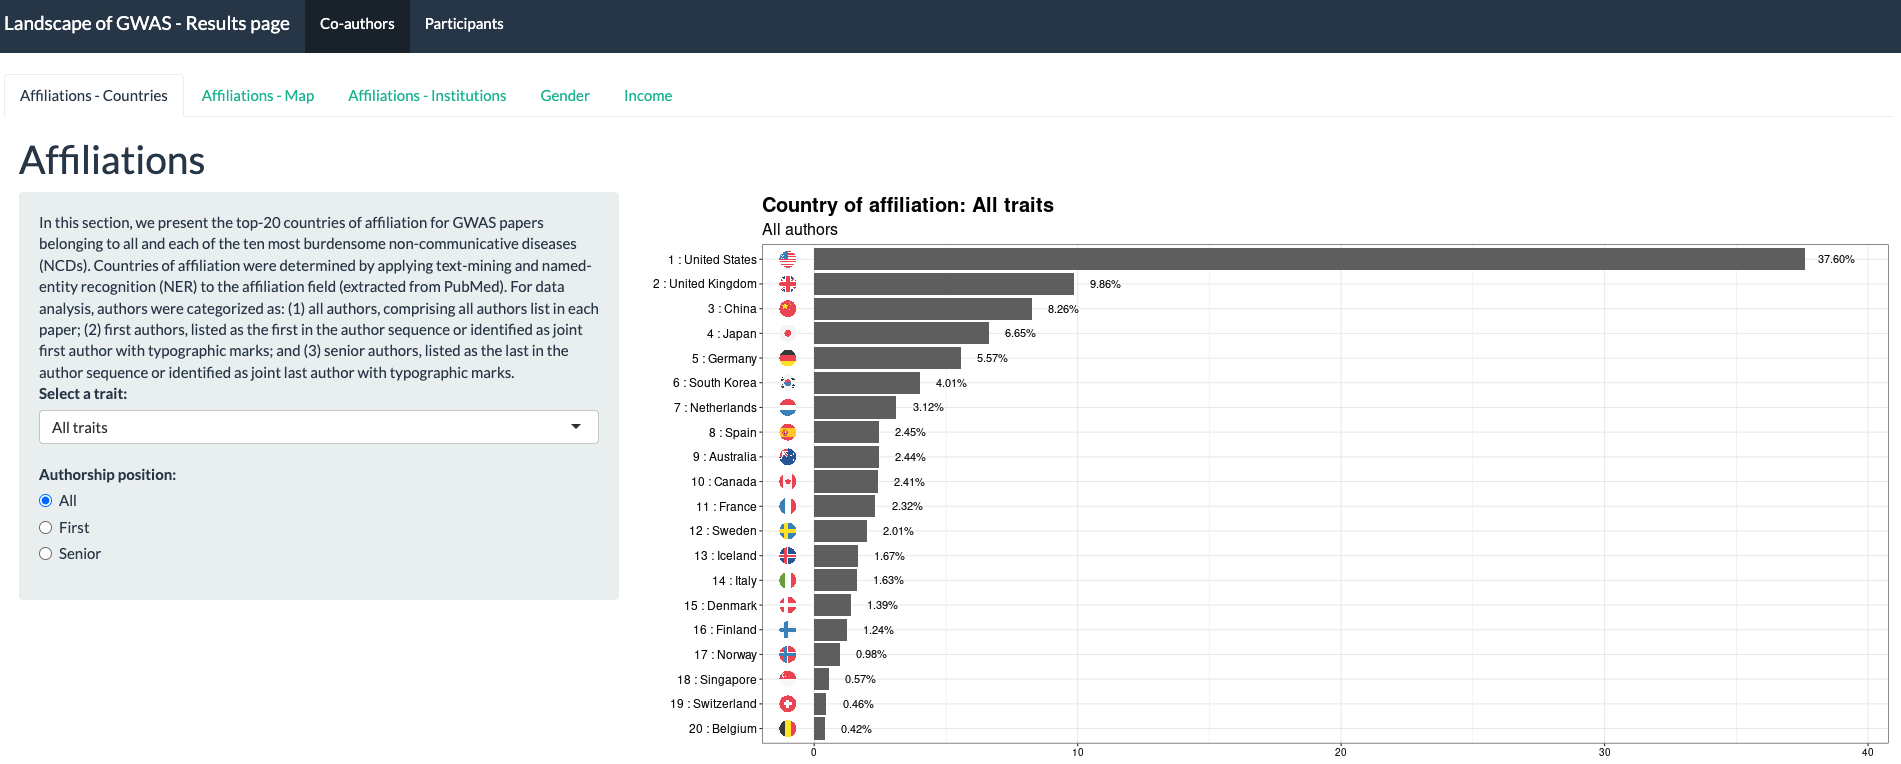 Landscape of GWAS - Results page
Co-authors
Participants
Affiliations - Countries
Affiliations - Map
Affiliations - Institutions
Gender
Income
Affiliations
In this section, we present the top-20 countries of affiliation for GWAS papers
belonging to all and each of the ten most burdensome non-communicative diseases
(NCDs). Countries of affiliation were determined by applying text-mining and named-
entity recognition (NER) to the affiliation field (extracted from PubMed). For data
analysis, authors were categorized as: (1) all authors, comprising all authors list in each
paper; (2) first authors, listed as the first in the author sequence or identified as joint
first author with typographic marks; and (3) senior authors, listed as the last in the
author sequence or identified as joint last author with typographic marks.
Select a trait:
All traits
Authorship position:
All
First
Senior
Country of affiliation: All traits
All authors
1 : United States 37.60%
2 : United Kingdom 9.86%
3 : China 8.26%
4 : Japan 6.65%
5 : Germany 5.57%
6 : South Korea 4.01%
7 : Netherlands 3.12%
8 : Spain 2.45%
9 : Australia 2.44%
10 : Canada 2.41%
11 : France 2.32%
12 : Sweden 2.01%
13 : Iceland 1.67%
14 : Italy 1.63%
15 : Denmark 1.39%
16 : Finland 1.24%
17 : Norway 0.98%
18 : Singapore 0.57%
19 : Switzerland 0.46%
20 : Belgium 0.42%
0 10 20 30 40